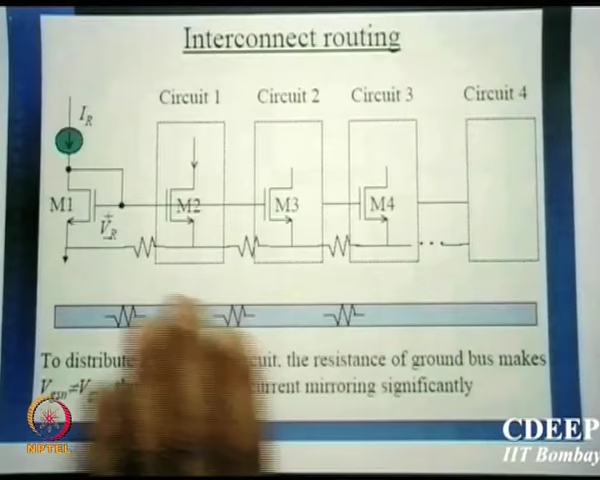 Interconnect routing
Circuit 1 Circuit 2 Circuit 3 Circuit 4
I_R
M1 M2 M3 M4
+
V_R
-
To distribute cuit, the resistance of ground bus makes
current mirroring significantly
NPTEL
CDEEP
IIT Bombay